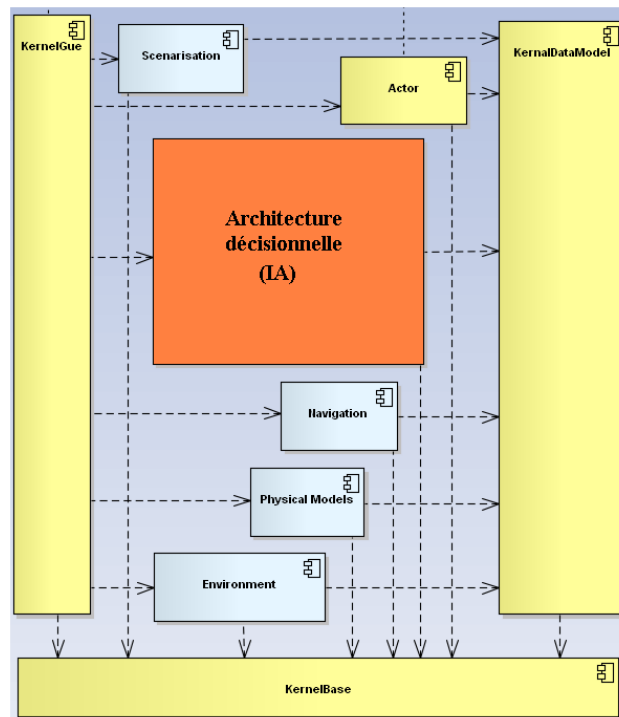 KernelGue
Scenarisation
KernalDataModel
Actor
Architecture
décisionnelle
(IA)
Navigation
Physical Models
Environment
KernelBase